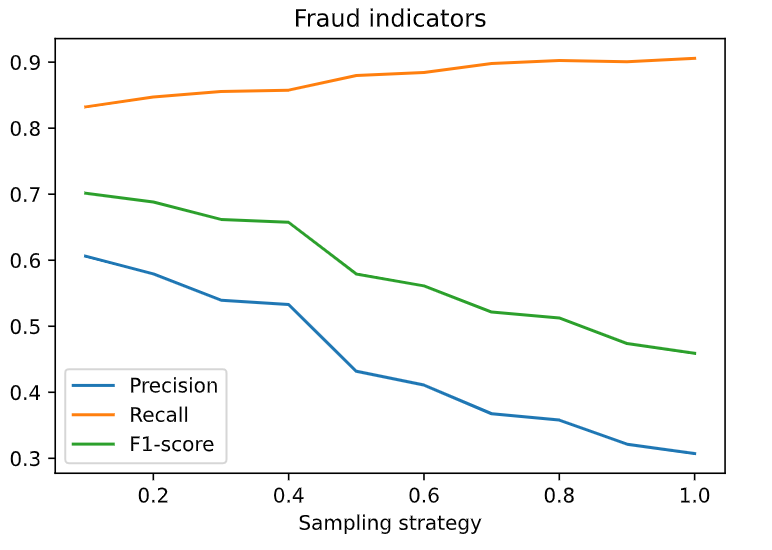 Fraud indicators
0.9
0.8
0.7
0.6
0.5
0.4
0.3
Precision
Recall
F1-score
0.2 0.4 0.6 0.8 1.0
Sampling strategy